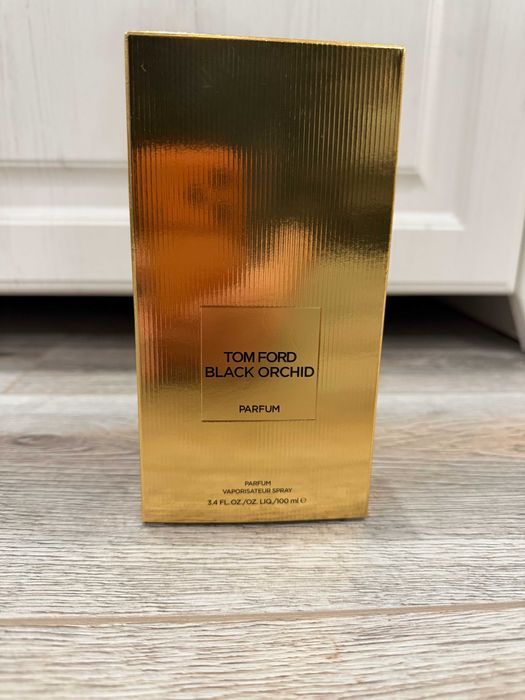 TOM FORD
BLACK ORCHID
PARFUM
PARFUM
VAPORISATEUR SPRAY
3.4 FL.OZ./OZ. LIQ./100 ml ℮